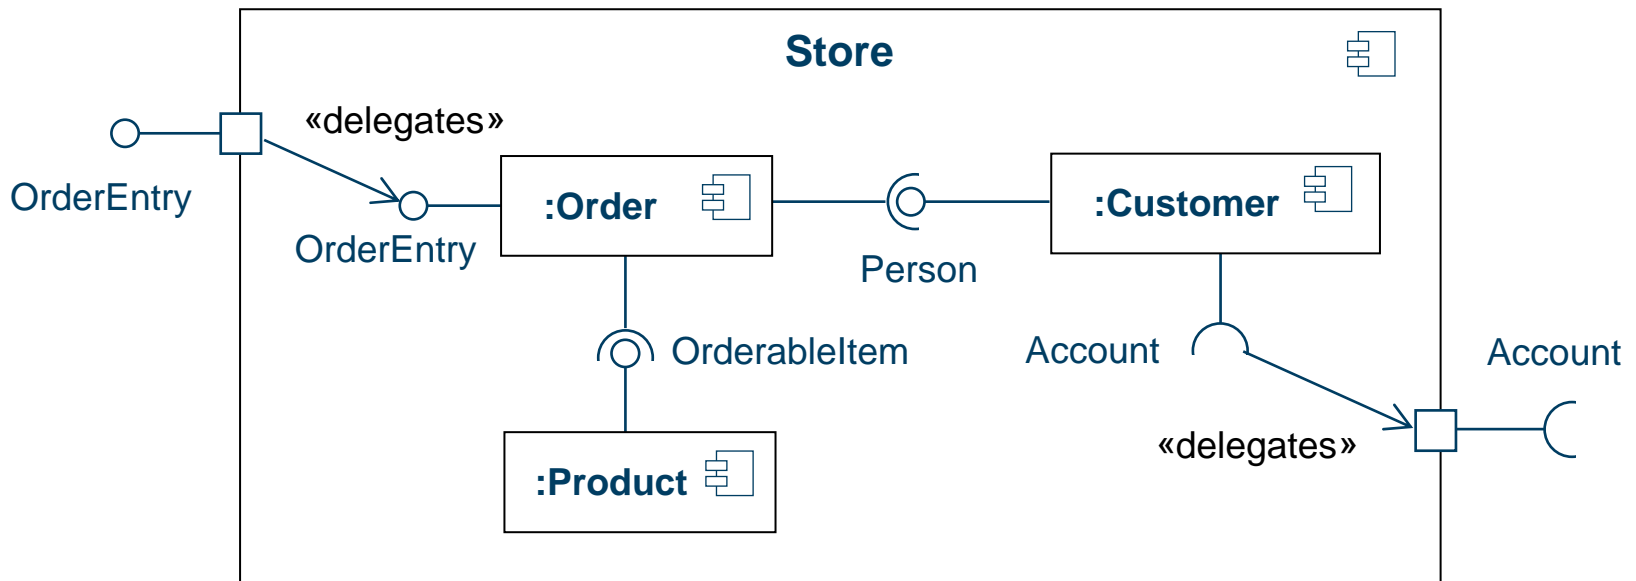 Store
«delegates»
OrderEntry
:Order
:Customer
OrderEntry
Person
OrderableItem
Account
Account
«delegates»
:Product